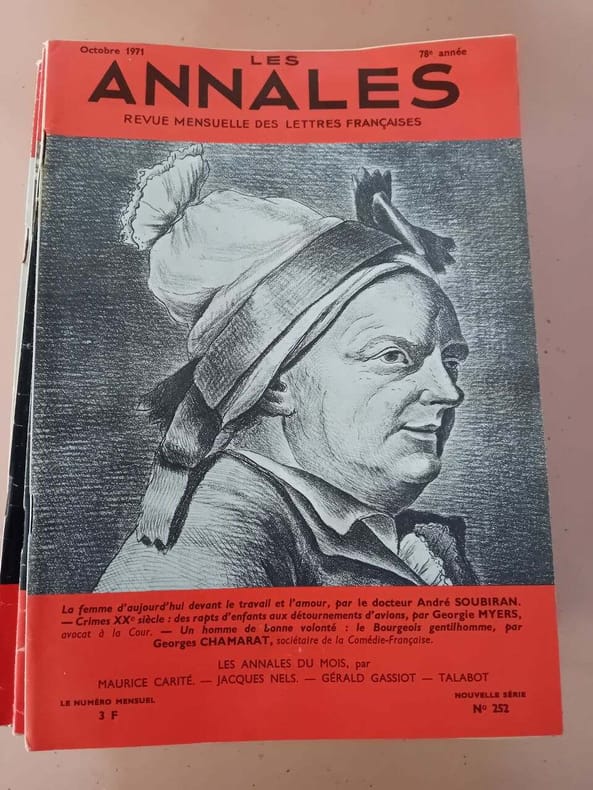 Octobre 1971
78e année
LES
ANNALES
REVUE MENSUELLE DES LETTRES FRANÇAISES
La femme d'aujourd'hui devant le travail et l'amour, par le docteur André SOUBIRAN.
— Crimes XXe siècle : des rapts d'enfants aux détournements d'avions, par Georgie MYERS,
avocat à la Cour. — Un homme de bonne volonté : le Bourgeois gentilhomme, par
Georges CHAMARAT, sociétaire de la Comédie-Française.
LES ANNALES DU MOIS, par
MAURICE CARITÉ. — JACQUES NELS. — GÉRALD GASSIOT — TALABOT
LE NUMÉRO MENSUEL
3 F
NOUVELLE SÉRIE
No 252